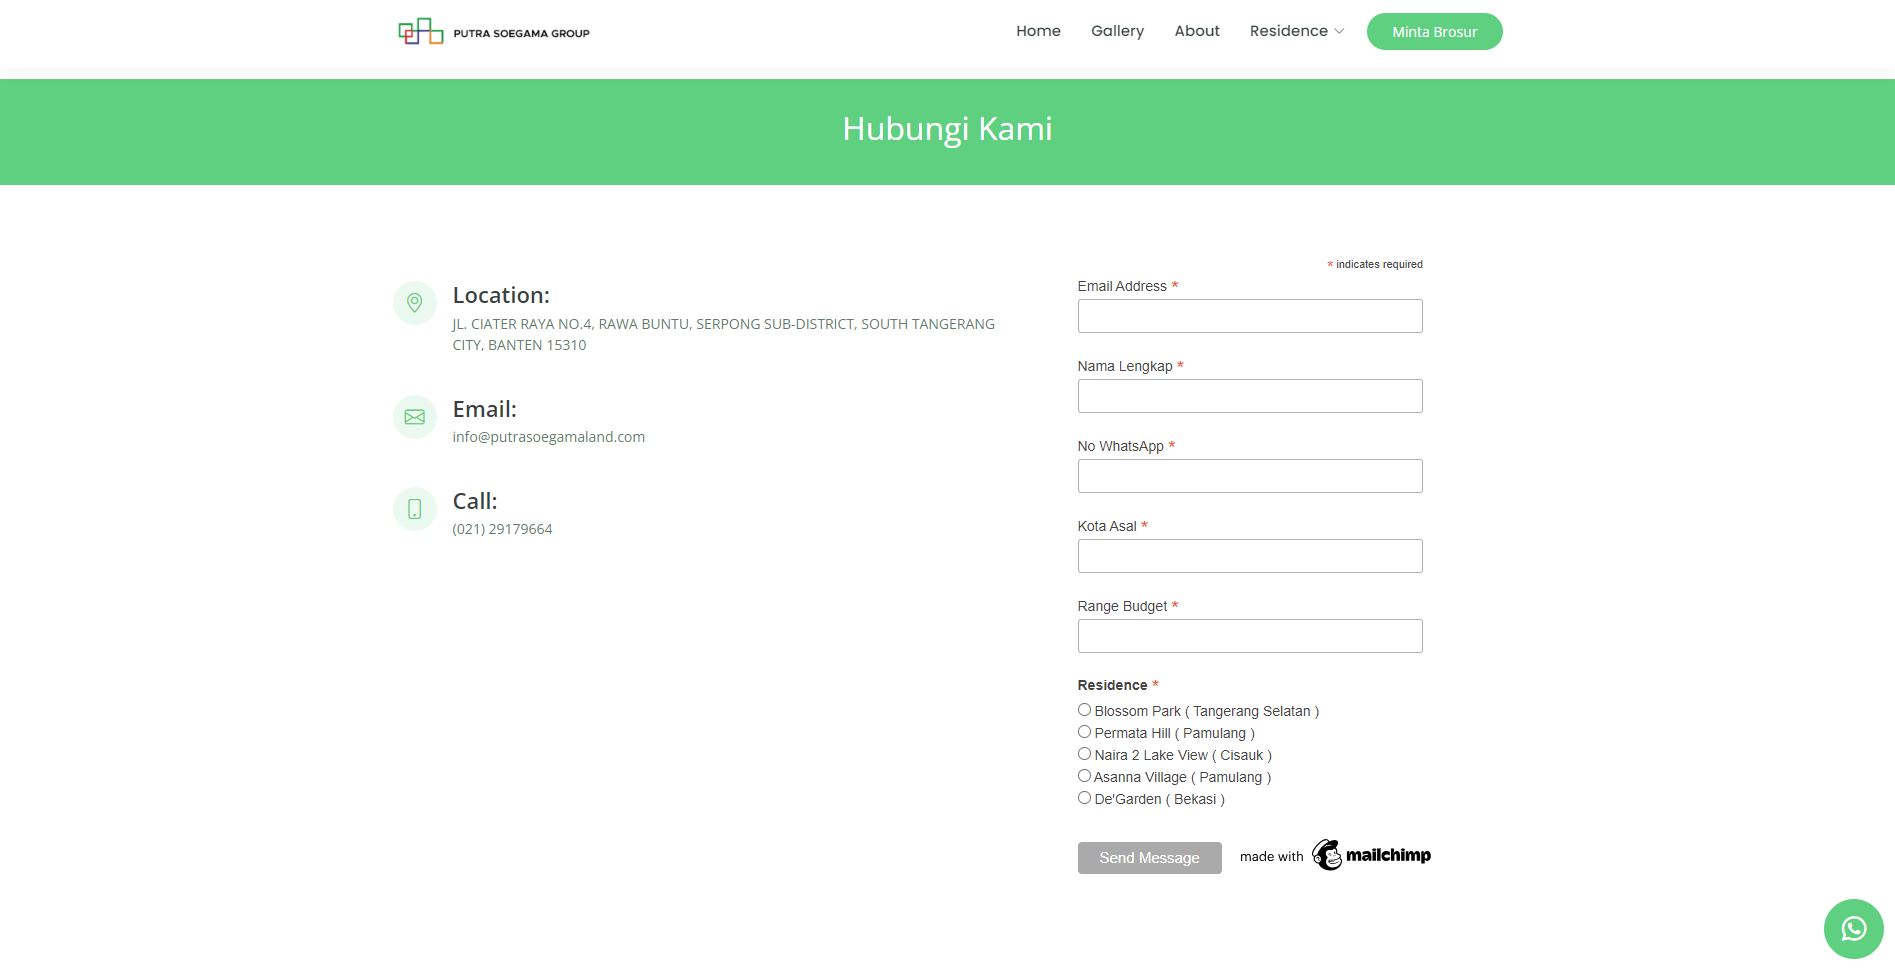 PUTRA SOEGAMA GROUP
Home
Gallery
About
Residence
Minta Brosur
Hubungi Kami
Location:
JL. CIATER RAYA NO.4, RAWA BUNTU, SERPONG SUB-DISTRICT, SOUTH TANGERANG
CITY, BANTEN 15310
Email:
info@putrasoegamaland.com
Call:
(021) 29179664
* indicates required
Email Address *
Nama Lengkap *
No WhatsApp *
Kota Asal *
Range Budget *
Residence *
Blossom Park ( Tangerang Selatan )
Permata Hill ( Pamulang )
Naira 2 Lake View ( Cisauk )
Asanna Village ( Pamulang )
De'Garden ( Bekasi )
Send Message
made with mailchimp